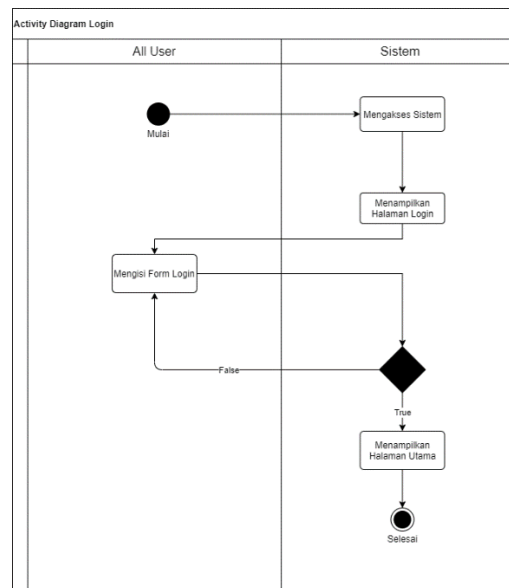 Activity Diagram Login
All User
Sistem
Mulai
Mengakses Sistem
Menampilkan
Halaman Login
Mengisi Form Login
False
True
Menampilkan
Halaman Utama
Selesai